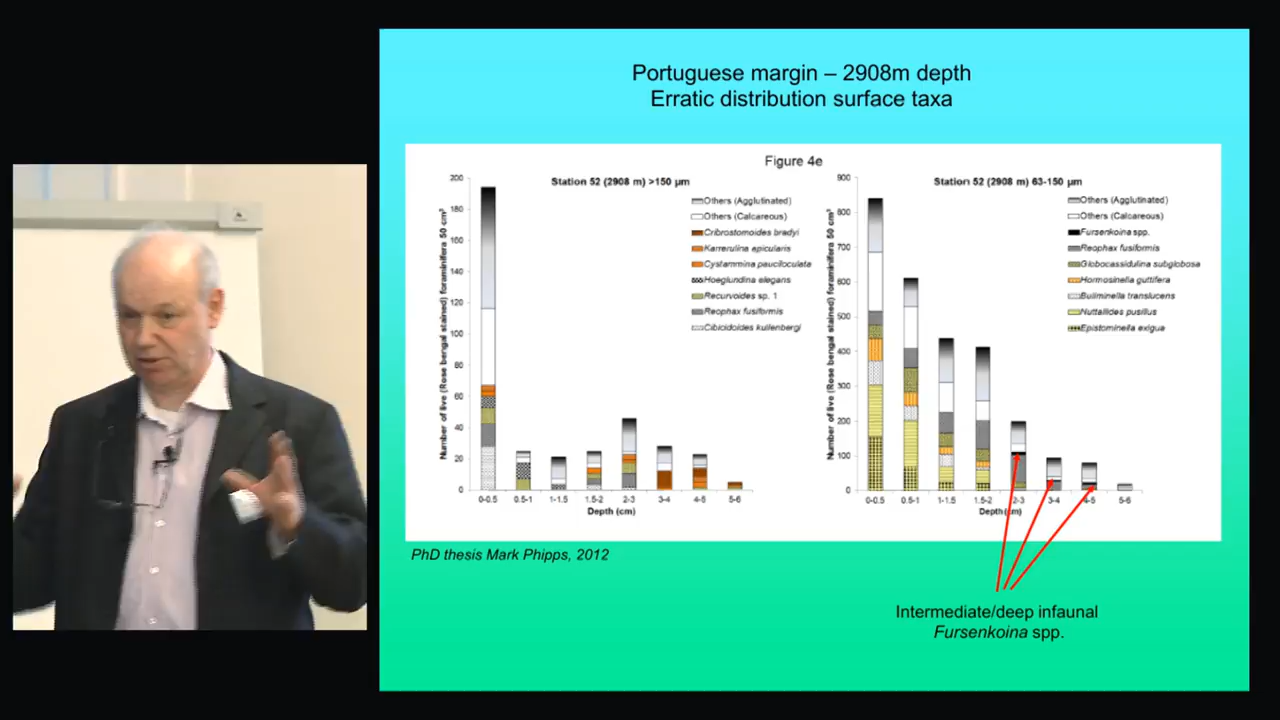 Portuguese margin – 2908m depth
Erratic distribution surface taxa
Figure 4e
Station 52 (2908 m) >150 µm
Number of live (Rose bengal stained) foraminifera 50 cm³
200
180
160
140
120
100
80
60
40
20
0
Others (Agglutinated)
Others (Calcareous)
Cribrostomoides bradyi
Karrerulina apicularis
Cystammina pauciloculata
Hoeglundina elegans
Recurvoides sp. 1
Reophax fusiformis
Cibicidoides kullenbergi
0-0.5 0.5-1 1-1.5 1.5-2 2-3 3-4 4-5 5-6
Depth (cm)
Station 52 (2908 m) 63-150 µm
Number of live (Rose bengal stained) foraminifera 50 cm³
900
800
700
600
500
400
300
200
100
0
Others (Agglutinated)
Others (Calcareous)
Fursenkoina spp.
Reophax fusiformis
Globocassidulina subglobosa
Hormosinella guttifera
Buliminella translucens
Nuttallides pusillus
Epistominella exigua
0-0.5 0.5-1 1-1.5 1.5-2 2-3 3-4 4-5 5-6
Depth (cm)
PhD thesis Mark Phipps, 2012
Intermediate/deep infaunal
Fursenkoina spp.